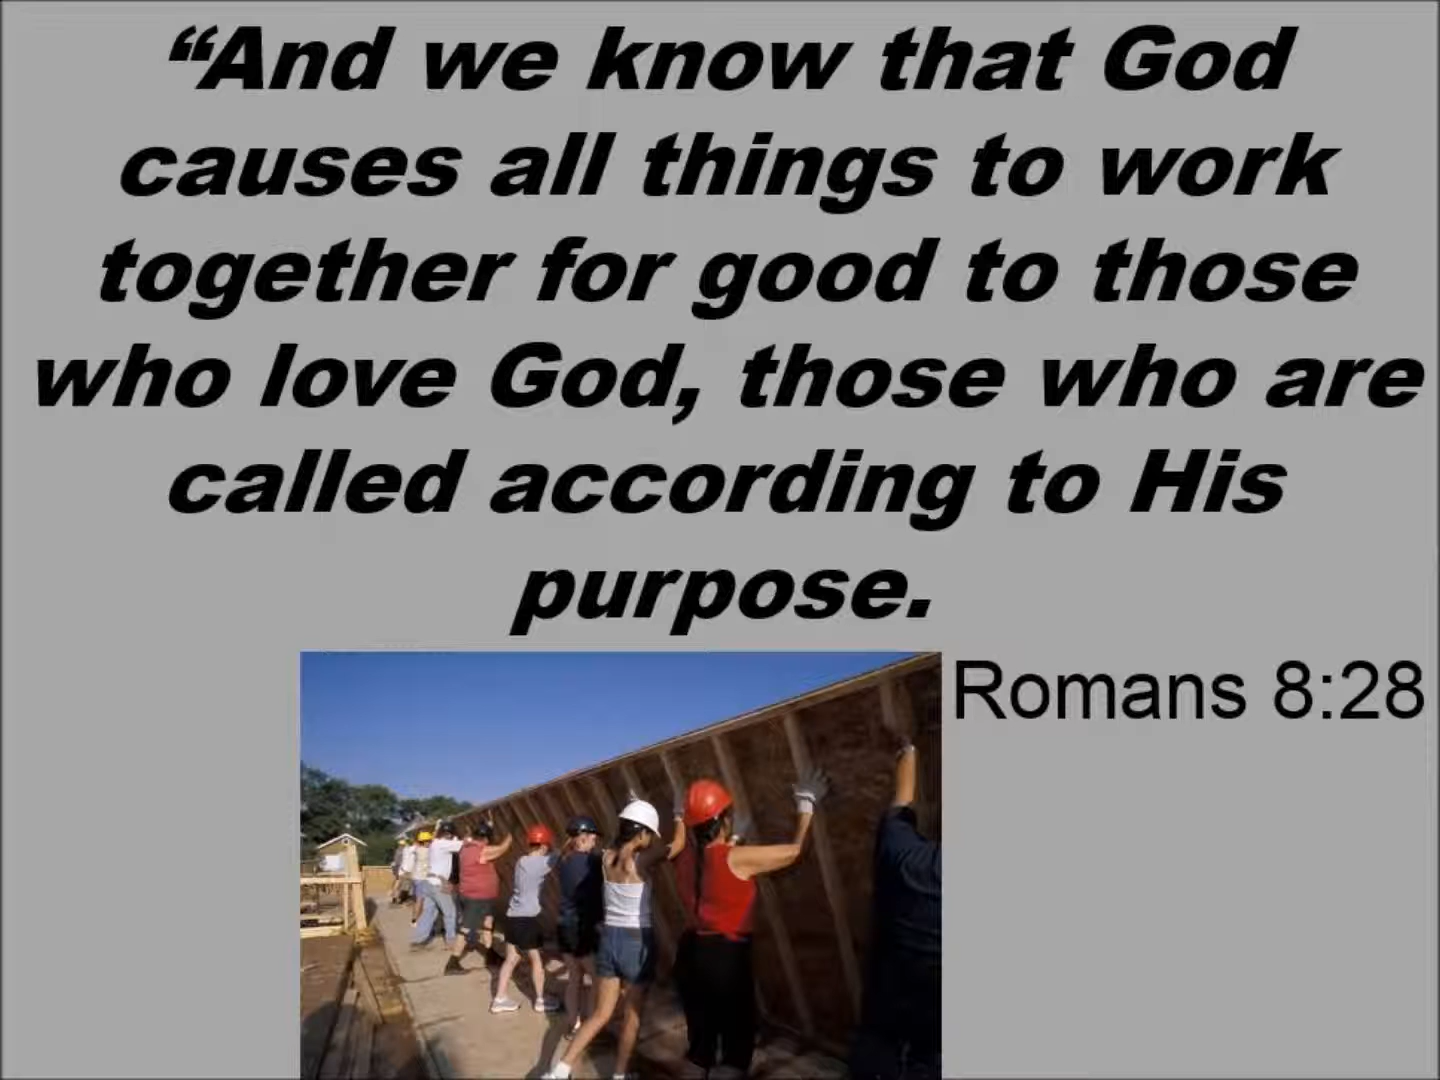 “And we know that God
causes all things to work
together for good to those
who love God, those who are
called according to His
purpose.
Romans 8:28